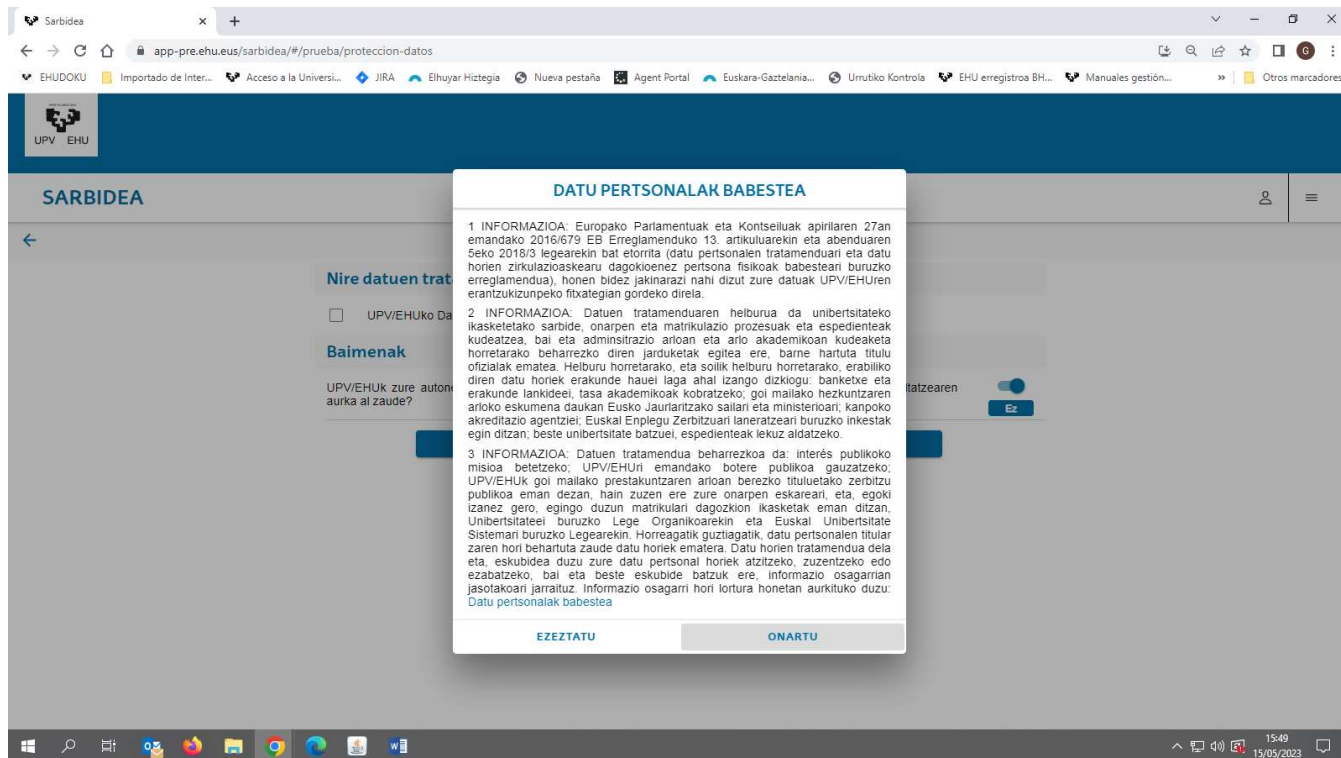 Sarbidea
app-pre.ehu.eus/sarbidea/#/prueba/proteccion-datos
G
EHUDOKU Importado de Inter... Acceso a la Universi... JIRA Elhuyar Hiztegia Nueva pestaña Agent Portal Euskara-Gaztelania... Urrutiko Kontrola EHU erregistroa BH... Manuales gestión... » Otros marcadores
UPV EHU
SARBIDEA
DATU PERTSONALAK BABESTEA
1 INFORMAZIOA: Europako Parlamentuak eta Kontseiluak apirilaren 27an
emandako 2016/679 EB Erreglamenduko 13. artikuluarekin eta abenduaren
5eko 2018/3 legearekin bat etorrita (datu pertsonalen tratamenduari eta datu
horien zirkulazioaskearu dagokioenez pertsona fisikoak babesteari buruzko
erreglamendua), honen bidez jakinarazi nahi dizut zure datuak UPV/EHUren
erantzukizunpeko fitxategian gordeko direla.
2 INFORMAZIOA: Datuen tratamenduaren helburua da unibertsitateko
ikasketetako sarbide, onarpen eta matrikulazio prozesuak eta espedienteak
kudeatzea, bai eta adminsitrazio arloan eta arlo akademikoan kudeaketa
horretarako beharrezko diren jarduketak egitea ere, barne hartuta titulu
ofizialak ematea. Helburu horretarako, eta soilik helburu horretarako, erabiliko
diren datu horiek erakunde hauei laga ahal izango dizkiogu: banketxe eta
erakunde lankideei, tasa akademikoak kobratzeko; goi mailako hezkuntzaren
arloko eskumena daukan Eusko Jaurlaritzako sailari eta ministerioari; kanpoko
akreditazio agentziei; Euskal Enplegu Zerbitzuari laneratzeari buruzko inkestak
egin ditzan; beste unibertsitate batzuei, espedienteak lekuz aldatzeko.
3 INFORMAZIOA: Datuen tratamendua beharrezkoa da: interés publikoko
misioa betetzeko; UPV/EHUri emandako botere publikoa gauzatzeko;
UPV/EHUk goi mailako prestakuntzaren arloan berezko tituluetako zerbitzu
publikoa eman dezan, hain zuzen ere zure onarpen eskareari, eta, egoki
izanez gero, egingo duzun matrikulari dagozkion ikasketak eman ditzan,
Unibertsitateei buruzko Lege Organikoarekin eta Euskal Unibertsitate
Sistemari buruzko Legearekin. Horreagatik guztiagatik, datu pertsonalen titular
zaren hori behartuta zaude datu horiek ematera. Datu horien tratamendua dela
eta, eskubidea duzu zure datu pertsonal horiek atzitzeko, zuzentzeko edo
ezabatzeko, bai eta beste eskubide batzuk ere, informazio osagarrian
jasotakoari jarraituz. Informazio osagarri hori lortura honetan aurkituko duzu:
Datu pertsonalak babestea
EZEZTATU ONARTU
Nire datuen trat
UPV/EHUko Da
Baimenak
UPV/EHUk zure auton
aurka al zaude?
itatzearen
Ez
15:49
15/05/2023